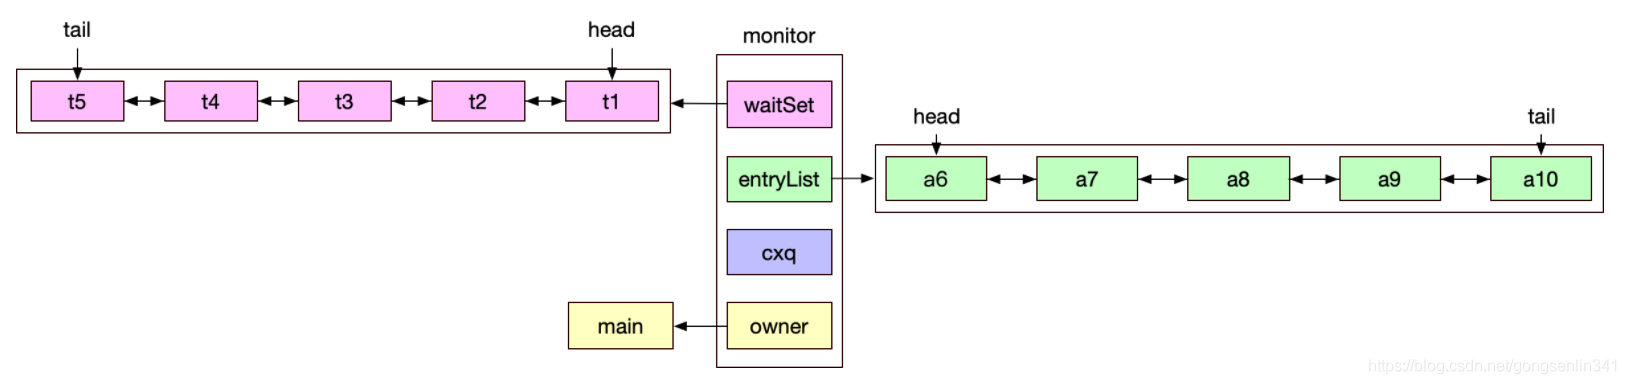 tail
head
monitor
t5
t4
t3
t2
t1
waitSet
head
tail
entryList
a6
a7
a8
a9
a10
cxq
main
owner
https://blog.csdn.net/gongsenlin341